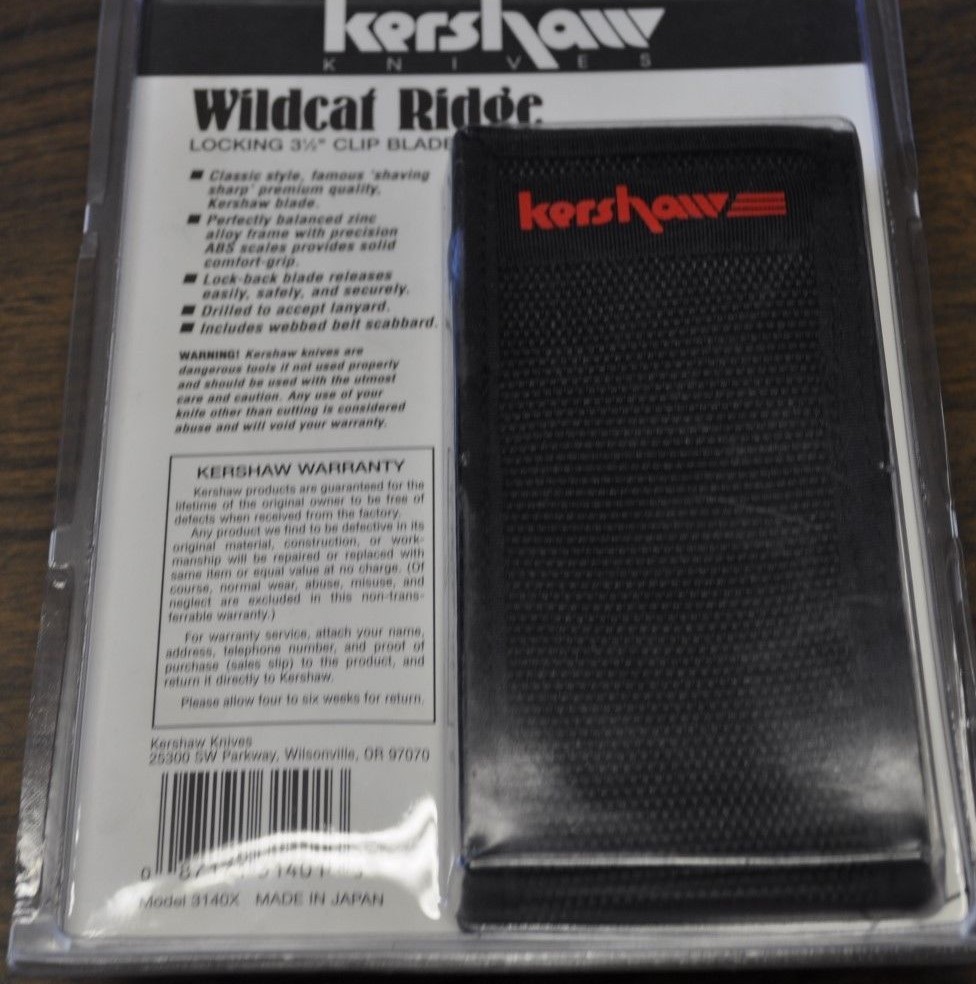 kershaw
KNIVES
Wildcat Ridge
LOCKING 3½" CLIP BLADE
kershaw
■ Classic style, famous 'shaving
sharp' premium quality,
Kershaw blade.
■ Perfectly balanced zinc
alloy frame with precision
ABS scales provides solid
comfort-grip.
■ Lock-back blade releases
easily, safely, and securely.
■ Drilled to accept lanyard.
■ Includes webbed belt scabbard.
WARNING! Kershaw knives are
dangerous tools if not used properly
and should be used with the utmost
care and caution. Any use of your
knife other than cutting is considered
abuse and will void your warranty.
KERSHAW WARRANTY
Kershaw products are guaranteed for the
lifetime of the original owner to be free of
defects when received from the factory.
Any product we find to be defective in its
original material, construction, or work-
manship will be repaired or replaced with
same item or equal value at no charge. (Of
course, normal wear, abuse, misuse, and
neglect are excluded in this non-trans-
ferrable warranty.)
For warranty service, attach your name,
address, telephone number, and proof of
purchase (sales slip) to the product, and
return it directly to Kershaw.
Please allow four to six weeks for return.
Kershaw Knives
25300 SW Parkway, Wilsonville, OR 97070
Model 3140X MADE IN JAPAN